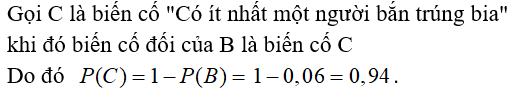 Gọi C là biến cố "Có ít nhất một người bắn trúng bia"
khi đó biến cố đối của B là biến cố C
Do đó P(C)=1−P(B)=1−0,06=0,94.